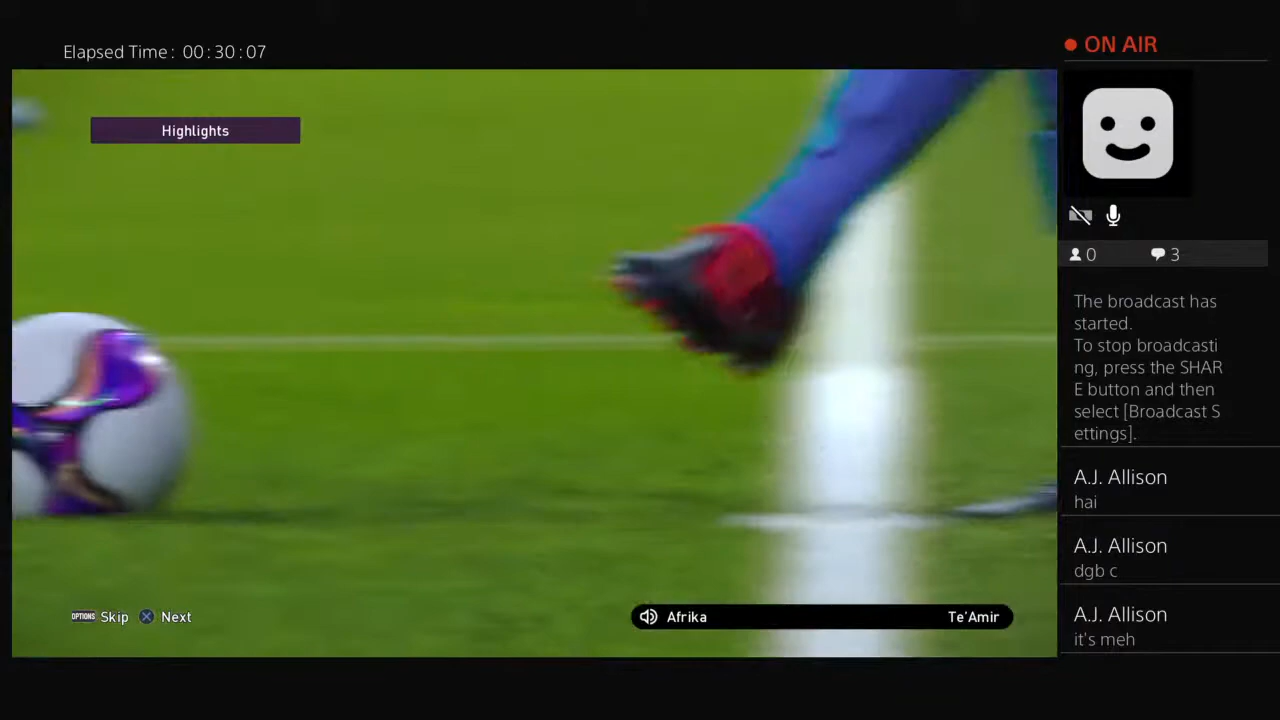 Elapsed Time: 00:30:07
ON AIR
Highlights
0 3
The broadcast has
started.
To stop broadcasti
ng, press the SHAR
E button and then
select [Broadcast S
ettings].
A.J. Allison
hai
A.J. Allison
dgb c
A.J. Allison
it's meh
OPTIONS Skip Next
Afrika Te'Amir